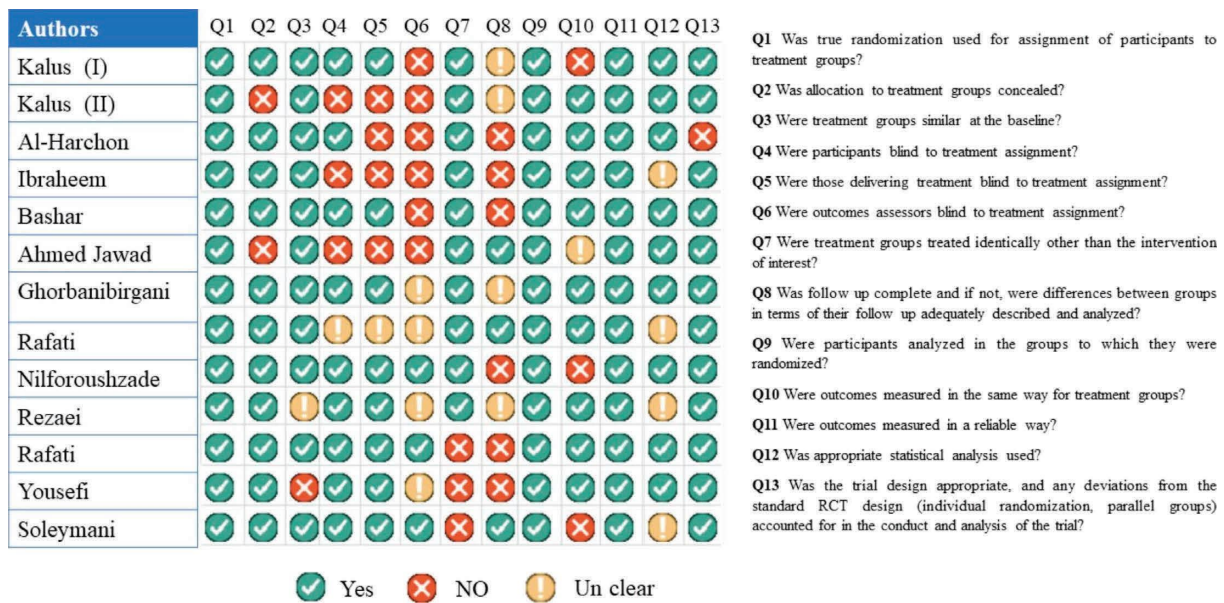 Authors Q1 Q2 Q3 Q4 Q5 Q6 Q7 Q8 Q9 Q10 Q11 Q12 Q13
Kalus (I)
Kalus (II)
Al-Harchon
Ibraheem
Bashar
Ahmed Jawad
Ghorbanibirgani
Rafati
Nilforoushzade
Rezaei
Rafati
Yousefi
Soleymani
Yes NO Un clear
Q1 Was true randomization used for assignment of participants to
treatment groups?
Q2 Was allocation to treatment groups concealed?
Q3 Were treatment groups similar at the baseline?
Q4 Were participants blind to treatment assignment?
Q5 Were those delivering treatment blind to treatment assignment?
Q6 Were outcomes assessors blind to treatment assignment?
Q7 Were treatment groups treated identically other than the intervention
of interest?
Q8 Was follow up complete and if not, were differences between groups
in terms of their follow up adequately described and analyzed?
Q9 Were participants analyzed in the groups to which they were
randomized?
Q10 Were outcomes measured in the same way for treatment groups?
Q11 Were outcomes measured in a reliable way?
Q12 Was appropriate statistical analysis used?
Q13 Was the trial design appropriate, and any deviations from the
standard RCT design (individual randomization, parallel groups)
accounted for in the conduct and analysis of the trial?